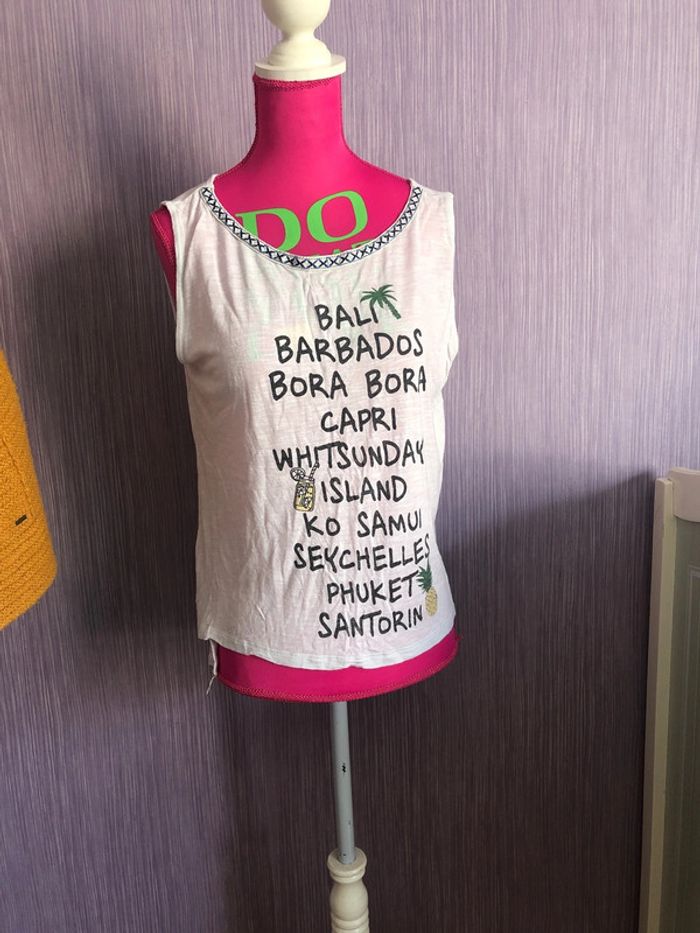 DO
BALI
BARBADOS
BORA BORA
CAPRI
WHITSUNDAY
ISLAND
KO SAMUI
SEYCHELLES
PHUKET
SANTORIN